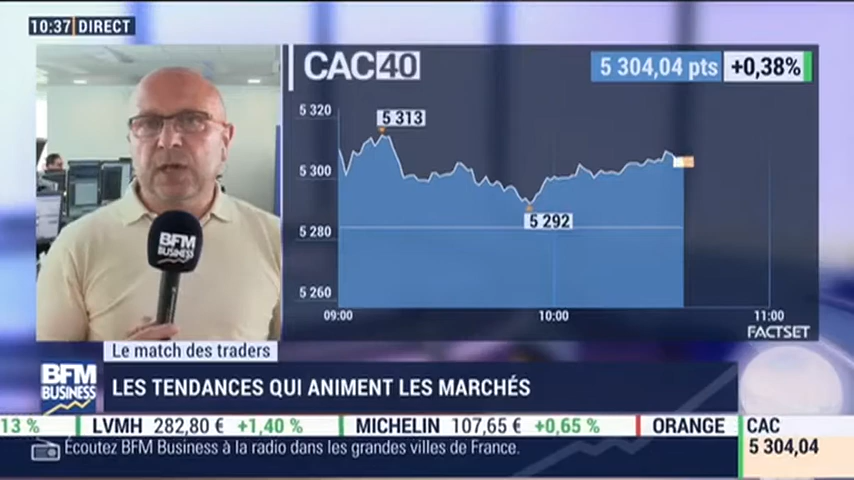 10:37 DIRECT
CAC40
5 304,04 pts +0,38%
5 320
5 313
5 300
5 292
5 280
5 260
09:00 10:00 11:00
FACTSET
BFM
BUSINESS
Le match des traders
BFM
BUSINESS
LES TENDANCES QUI ANIMENT LES MARCHÉS
13 % LVMH 282,80 € +1,40 % MICHELIN 107,65 € +0,65 % ORANGE
CAC
5 304,04
Écoutez BFM Business à la radio dans les grandes villes de France.